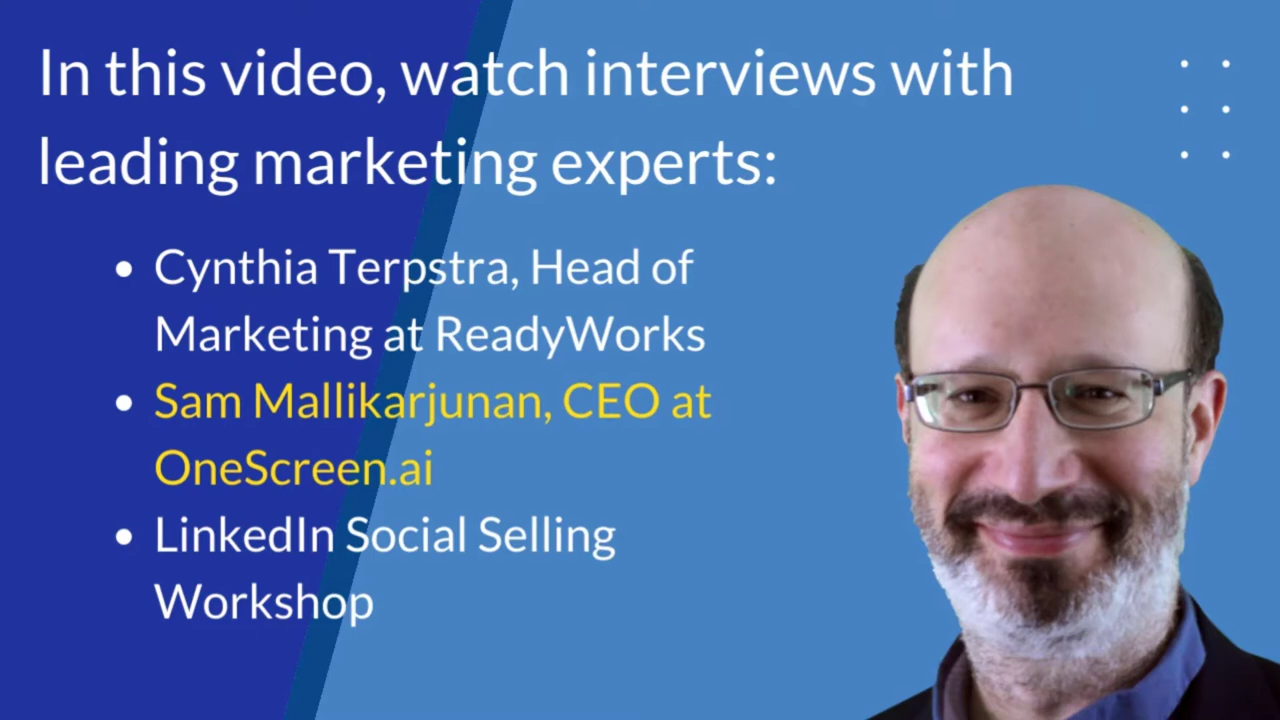 In this video, watch interviews with
leading marketing experts:
• Cynthia Terpstra, Head of
Marketing at ReadyWorks
• Sam Mallikarjunan, CEO at
OneScreen.ai
• LinkedIn Social Selling
Workshop